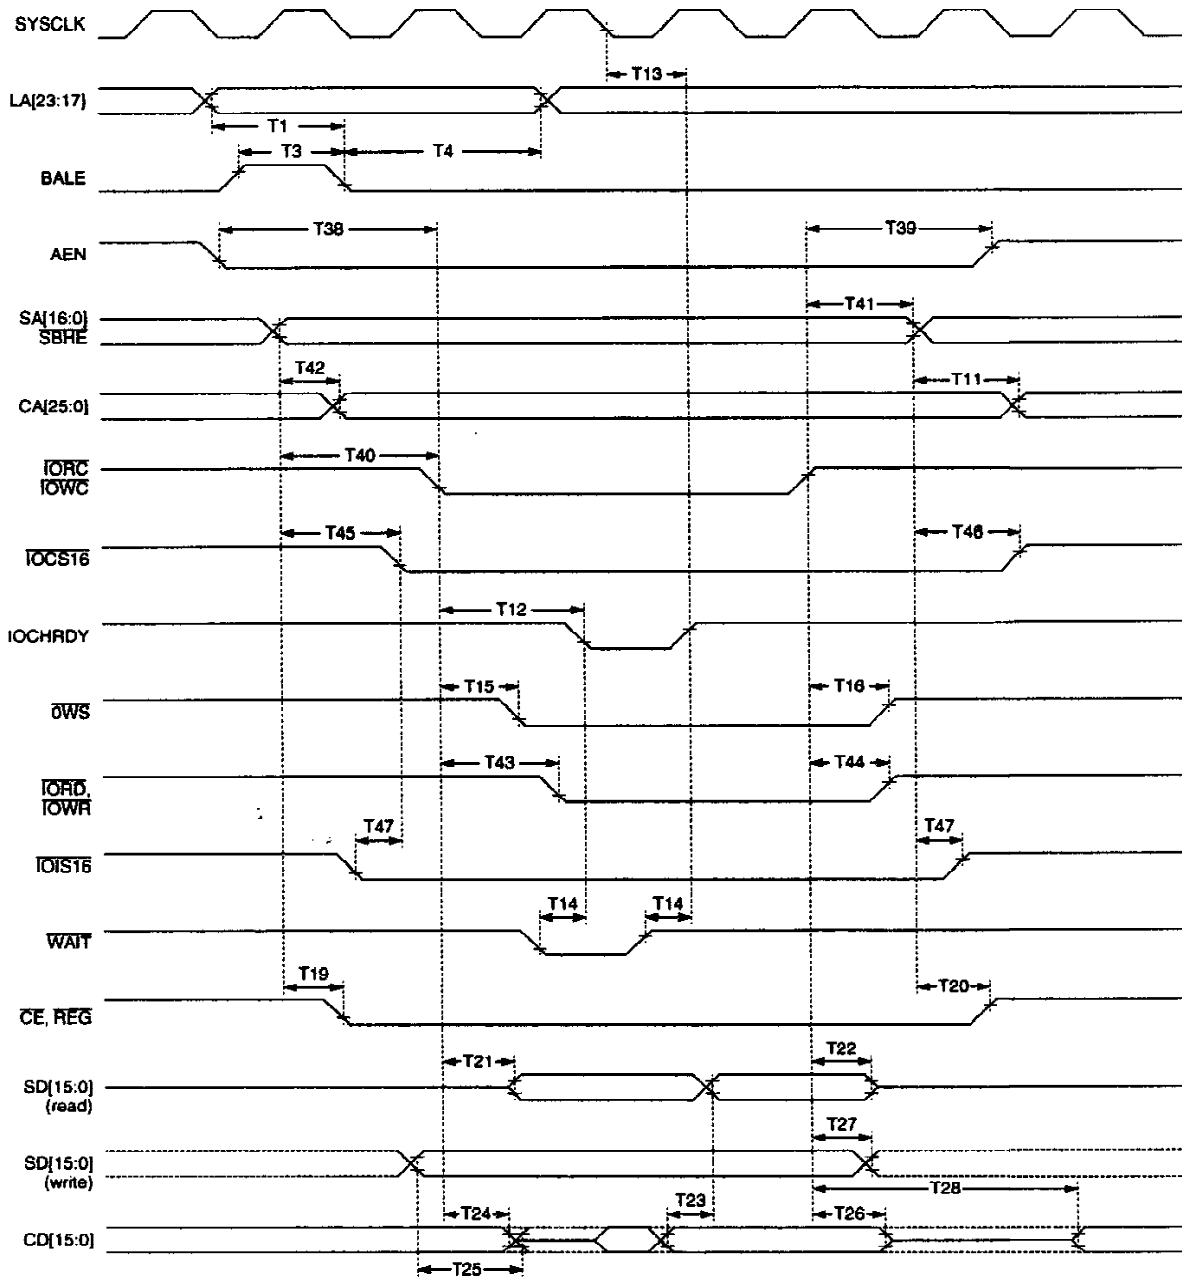 SYSCLK
T13
LA[23:17]
T1
T3
T4
BALE
T38
T39
AEN
T41
SA[16:0]
SBHE
T42
T11
CA[25:0]
T40
IORC
IOWC
T45
T46
IOCS16
T12
IOCHRDY
T15
T16
0WS
T43
T44
IORD,
IOWR
T47
T47
IOIS16
T14
T14
WAIT
T19
T20
CE, REG
T21
T22
SD[15:0]
(read)
T27
SD[15:0]
(write)
T28
T24
T23
T26
CD[15:0]
T25